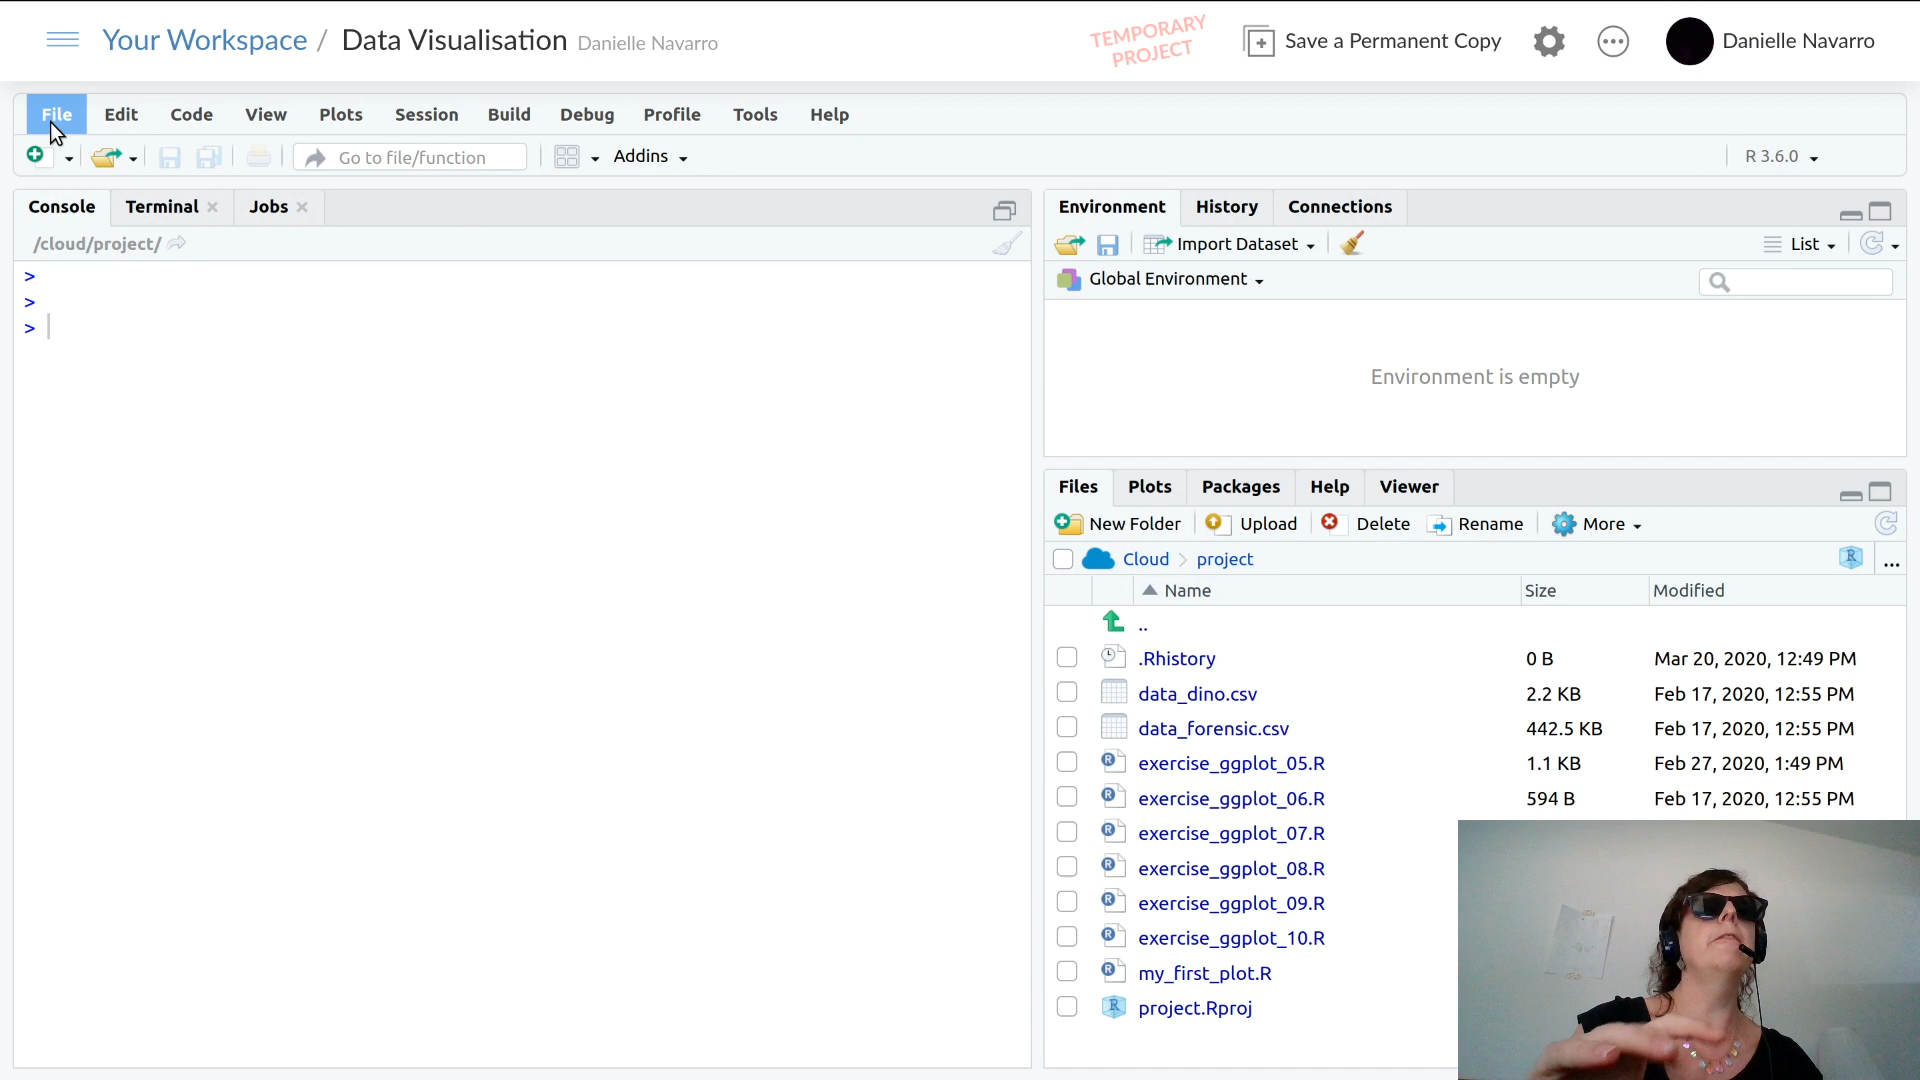 Your Workspace / Data Visualisation Danielle Navarro
TEMPORARY
PROJECT
Save a Permanent Copy
Danielle Navarro
File Edit Code View Plots Session Build Debug Profile Tools Help
Go to file/function
Addins
R 3.6.0
Console Terminal Jobs
/cloud/project/
>
>
>
Environment History Connections
Import Dataset
List
Global Environment
Environment is empty
Files Plots Packages Help Viewer
New Folder Upload Delete Rename More
Cloud project
...
Name Size Modified
..
.Rhistory 0 B Mar 20, 2020, 12:49 PM
data_dino.csv 2.2 KB Feb 17, 2020, 12:55 PM
data_forensic.csv 442.5 KB Feb 17, 2020, 12:55 PM
exercise_ggplot_05.R 1.1 KB Feb 27, 2020, 1:49 PM
exercise_ggplot_06.R 594 B Feb 17, 2020, 12:55 PM
exercise_ggplot_07.R
exercise_ggplot_08.R
exercise_ggplot_09.R
exercise_ggplot_10.R
my_first_plot.R
project.Rproj